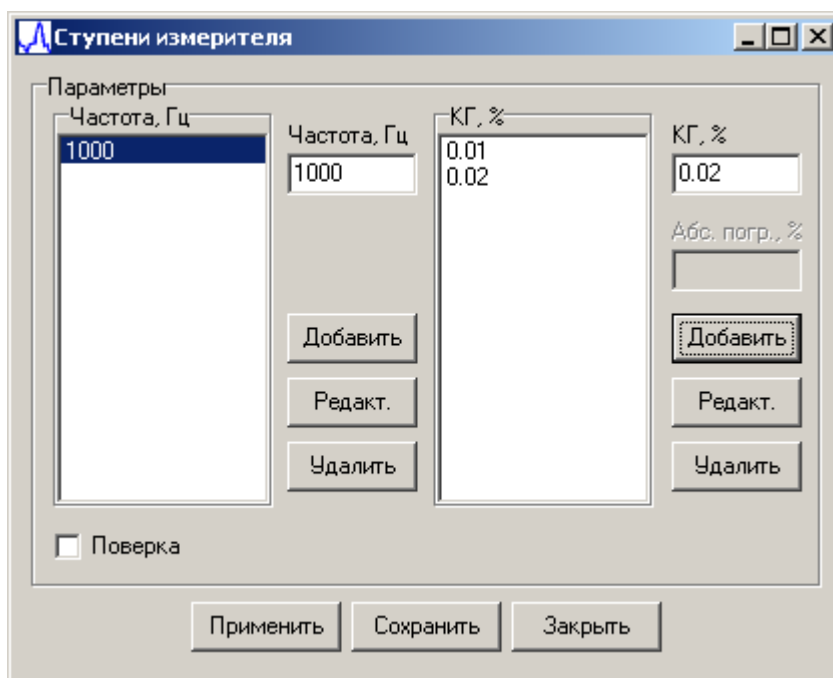 Ступени измерителя
Параметры
Частота, Гц
1000
Частота, Гц
1000
Добавить
Редакт.
Удалить
КГ, %
0.01
0.02
КГ, %
0.02
Абс. погр., %
Добавить
Редакт.
Удалить
Поверка
Применить
Сохранить
Закрыть